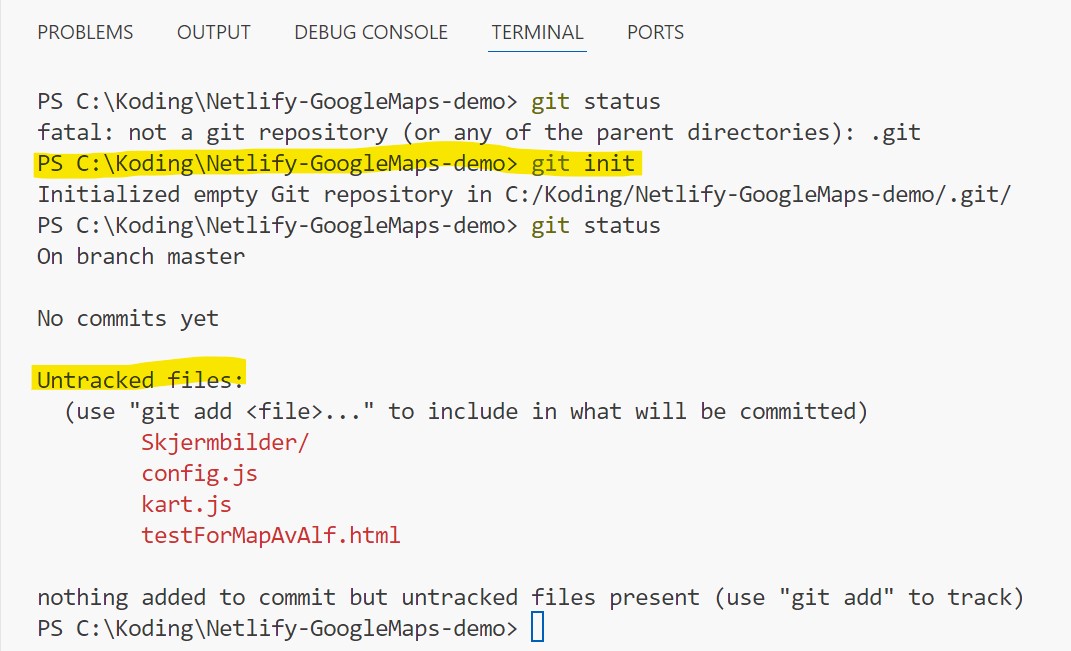 PROBLEMS OUTPUT DEBUG CONSOLE TERMINAL PORTS
PS C:\Koding\Netlify-GoogleMaps-demo> git status
fatal: not a git repository (or any of the parent directories): .git
PS C:\Koding\Netlify-GoogleMaps-demo> git init
Initialized empty Git repository in C:/Koding/Netlify-GoogleMaps-demo/.git/
PS C:\Koding\Netlify-GoogleMaps-demo> git status
On branch master
No commits yet
Untracked files:
(use "git add <file>..." to include in what will be committed)
Skjermbilder/
config.js
kart.js
testForMapAvAlf.html
nothing added to commit but untracked files present (use "git add" to track)
PS C:\Koding\Netlify-GoogleMaps-demo>